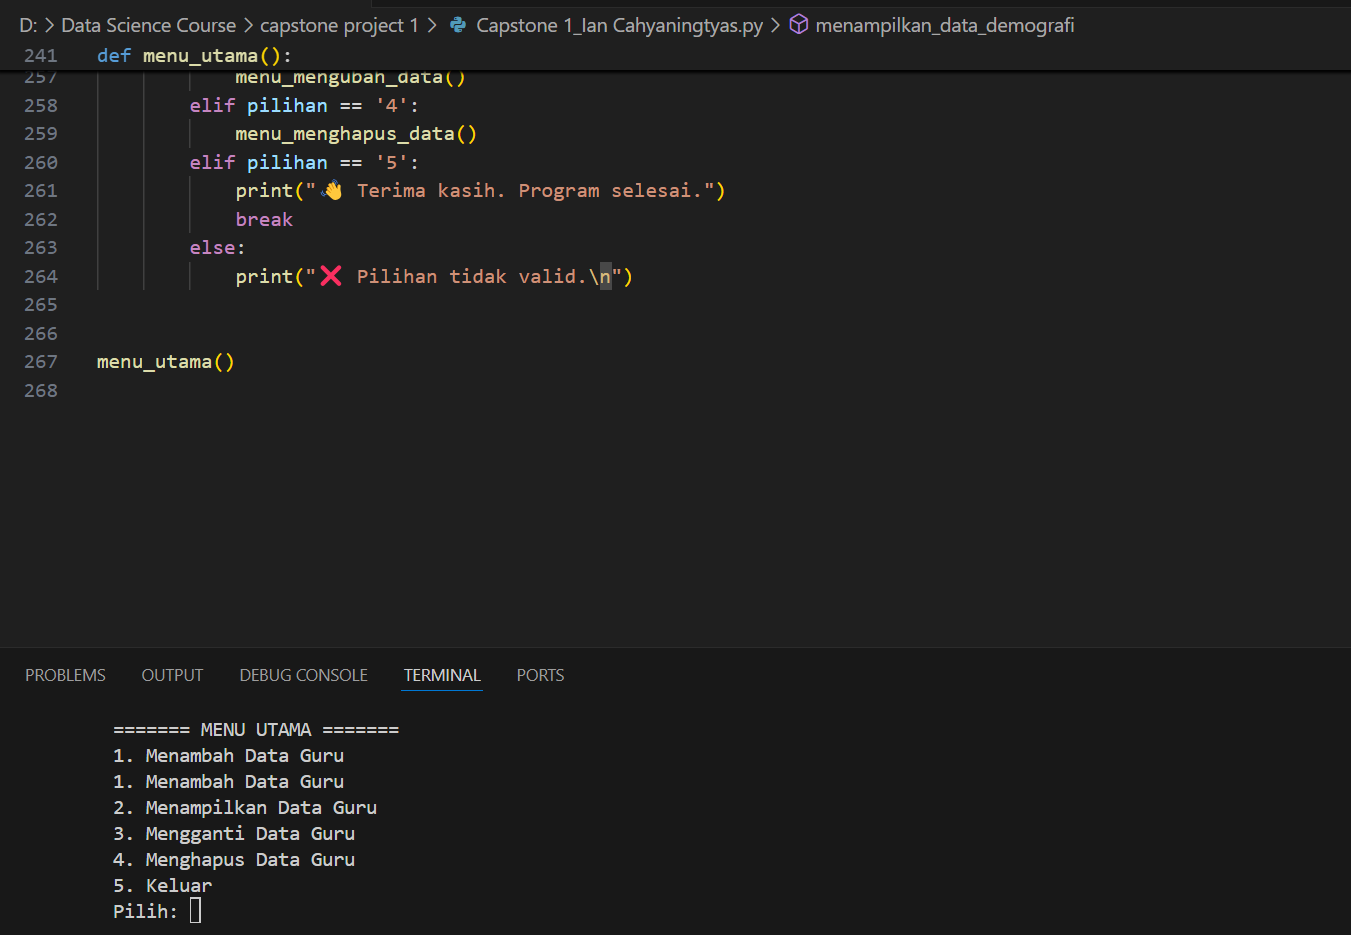 D: > Data Science Course > capstone project 1 > Capstone 1_Ian Cahyaningtyas.py > menampilkan_data_demografi
241 def menu_utama():
257 menu_mengubah_data()
258 elif pilihan == '4':
259 menu_menghapus_data()
260 elif pilihan == '5':
261 print("👋 Terima kasih. Program selesai.")
262 break
263 else:
264 print("❌ Pilihan tidak valid.\n")
265
266
267 menu_utama()
268
PROBLEMS OUTPUT DEBUG CONSOLE TERMINAL PORTS
======= MENU UTAMA =======
1. Menambah Data Guru
1. Menambah Data Guru
2. Menampilkan Data Guru
3. Mengganti Data Guru
4. Menghapus Data Guru
5. Keluar
Pilih: